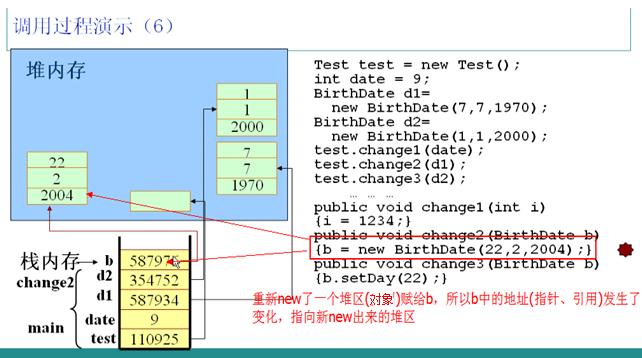 调用过程演示（6）
堆内存
1
1
2000
7
7
1970
22
2
2004
栈内存
change2
main
b
587975
d2
354752
d1
587934
date
9
test
110925
Test test = new Test();
int date = 9;
BirthDate d1=
new BirthDate(7,7,1970);
BirthDate d2=
new BirthDate(1,1,2000);
test.change1(date);
test.change2(d1);
test.change3(d2);
… … …
public void change1(int i)
{i = 1234;}
public void change2(BirthDate b)
{b = new BirthDate(22,2,2004);}
public void change3(BirthDate b)
{b.setDay(22);}
重新new了一个堆区(对象)赋给b，所以b中的地址(指针、引用)发生了
变化，指向新new出来的堆区